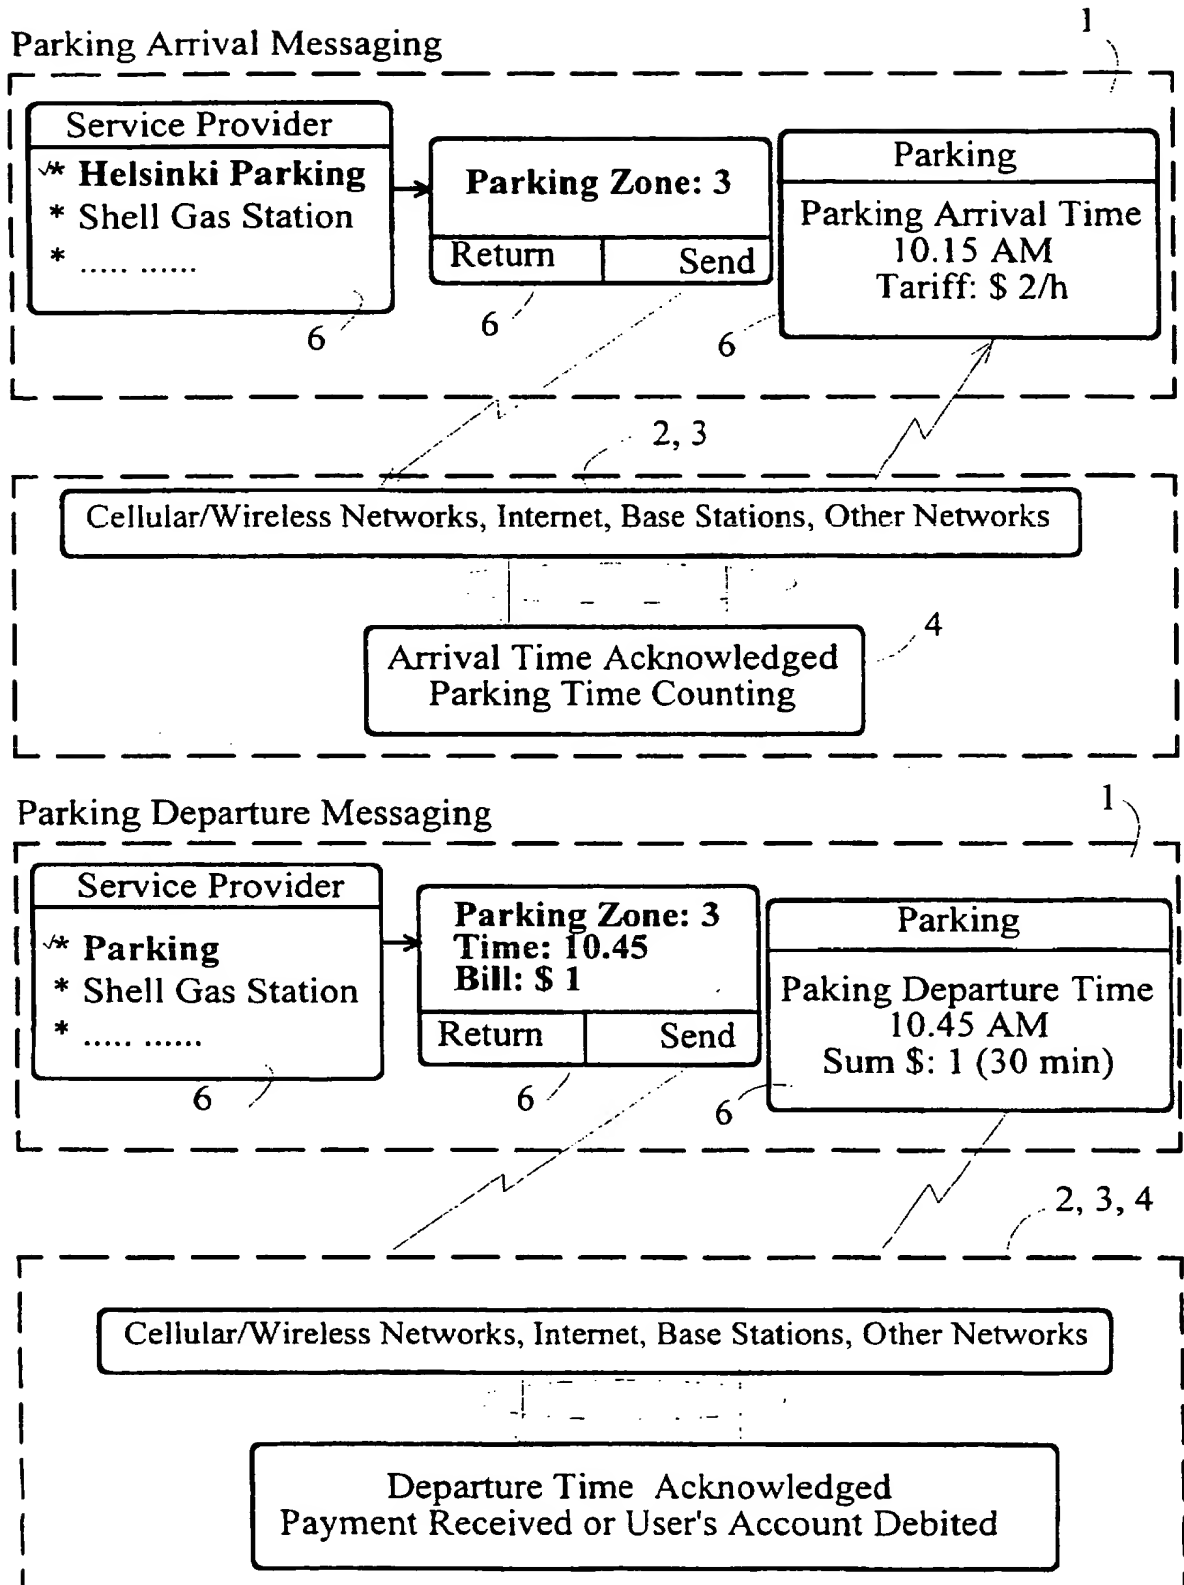 1
Parking Arrival Messaging
Service Provider
✓* Helsinki Parking
* Shell Gas Station
* ..... ......
6
Parking Zone: 3
Return
Send
6
Parking
Parking Arrival Time
10.15 AM
Tariff: $ 2/h
6
2, 3
Cellular/Wireless Networks, Internet, Base Stations, Other Networks
4
Arrival Time Acknowledged
Parking Time Counting
1
Parking Departure Messaging
Service Provider
✓* Parking
* Shell Gas Station
* ..... ......
6
Parking Zone: 3
Time: 10.45
Bill: $ 1
Return
Send
6
Parking
Paking Departure Time
10.45 AM
Sum $: 1 (30 min)
6
2, 3, 4
Cellular/Wireless Networks, Internet, Base Stations, Other Networks
Departure Time Acknowledged
Payment Received or User's Account Debited